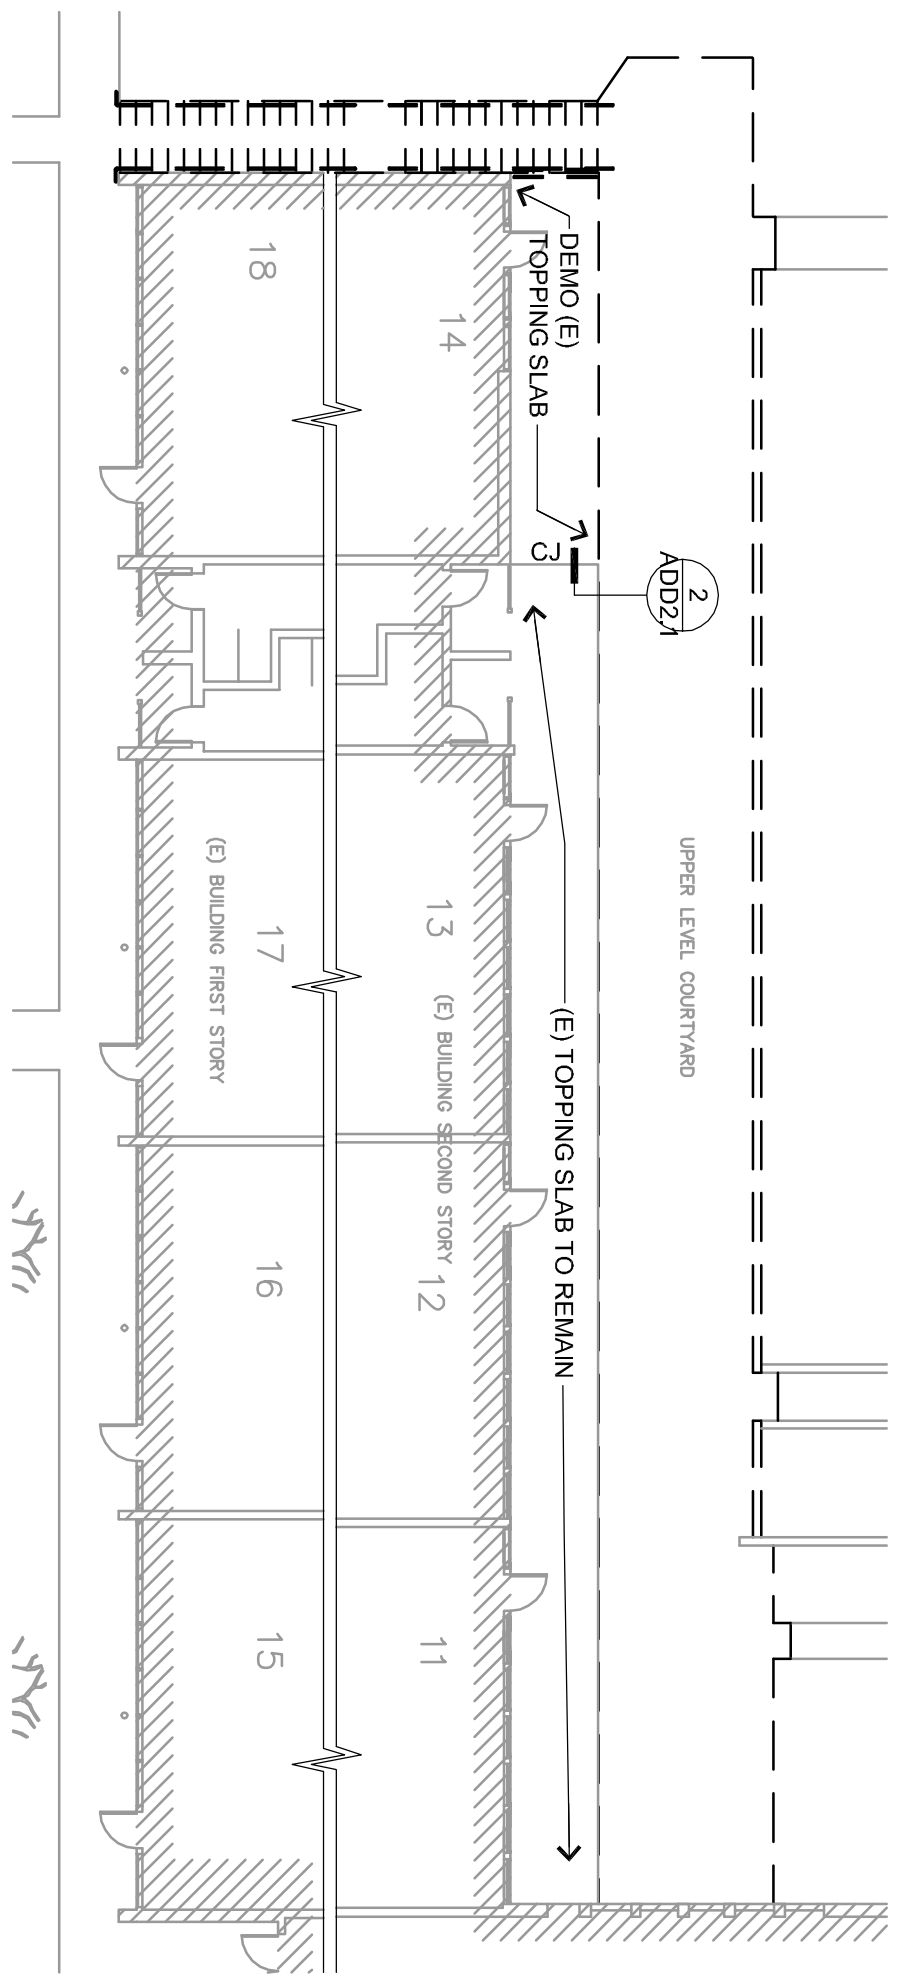 DEMO (E)
TOPPING SLAB
2
ADD2.1
CJ
(E) TOPPING SLAB TO REMAIN
UPPER LEVEL COURTYARD
(E) BUILDING SECOND STORY
(E) BUILDING FIRST STORY
14
13
12
11
18
17
16
15